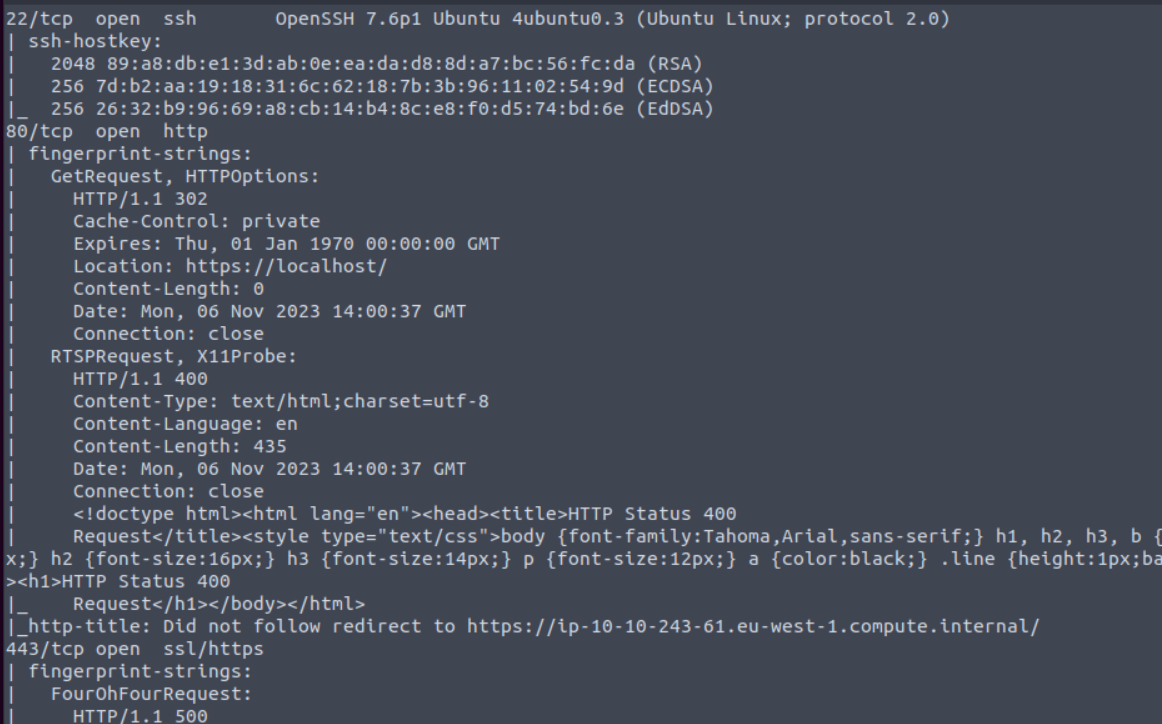 22/tcp  open  ssh       OpenSSH 7.6p1 Ubuntu 4ubuntu0.3 (Ubuntu Linux; protocol 2.0)
| ssh-hostkey:
|   2048 89:a8:db:e1:3d:ab:0e:ea:da:d8:8d:a7:bc:56:fc:da (RSA)
|   256 7d:b2:aa:19:18:31:6c:62:18:7b:3b:96:11:02:54:9d (ECDSA)
|_  256 26:32:b9:96:69:a8:cb:14:b4:8c:e8:f0:d5:74:bd:6e (EdDSA)
80/tcp  open  http
| fingerprint-strings:
|   GetRequest, HTTPOptions:
|     HTTP/1.1 302
|     Cache-Control: private
|     Expires: Thu, 01 Jan 1970 00:00:00 GMT
|     Location: https://localhost/
|     Content-Length: 0
|     Date: Mon, 06 Nov 2023 14:00:37 GMT
|     Connection: close
|   RTSPRequest, X11Probe:
|     HTTP/1.1 400
|     Content-Type: text/html;charset=utf-8
|     Content-Language: en
|     Content-Length: 435
|     Date: Mon, 06 Nov 2023 14:00:37 GMT
|     Connection: close
|     <!doctype html><html lang="en"><head><title>HTTP Status 400
|     Request</title><style type="text/css">body {font-family:Tahoma,Arial,sans-serif;} h1, h2, h3, b {
x;} h2 {font-size:16px;} h3 {font-size:14px;} p {font-size:12px;} a {color:black;} .line {height:1px;ba
><h1>HTTP Status 400
|_    Request</h1></body></html>
|_http-title: Did not follow redirect to https://ip-10-10-243-61.eu-west-1.compute.internal/
443/tcp open  ssl/https
| fingerprint-strings:
|   FourOhFourRequest:
|     HTTP/1.1 500